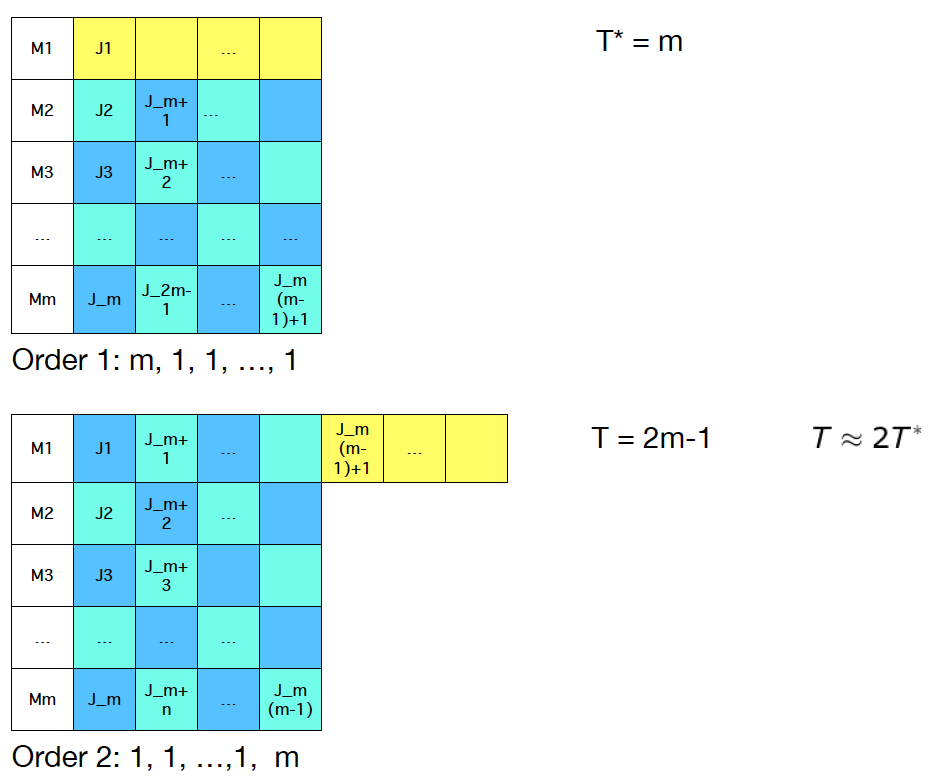 T* = m
M1 J1 ...
M2 J2 J_m+
1 ...
M3 J3 J_m+
2 ...
... ... ... ... ...
Mm J_m J_2m-
1 ... J_m
(m-
1)+1
Order 1: m, 1, 1, …, 1
T = 2m-1 T ≈ 2T*
M1 J1 J_m+
1 ... J_m
(m-
1)+1 ...
M2 J2 J_m+
2 ...
M3 J3 J_m+
3
... ... ... ...
Mm J_m J_m+
n ... J_m
(m-1)
Order 2: 1, 1, …,1, m